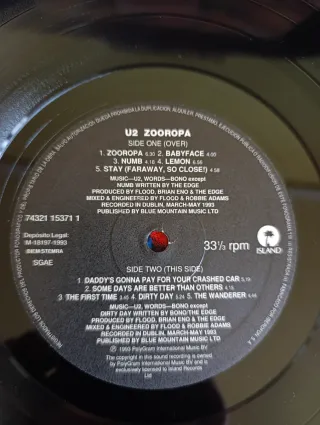 U2 ZOOROPA
SIDE ONE (OVER)
1. ZOOROPA 6.30 2. BABYFACE 4.00
3. NUMB 4.18 4. LEMON 6.56
5. STAY (FARAWAY, SO CLOSE!) 4.58
MUSIC—U2, WORDS—BONO except
NUMB WRITTEN BY THE EDGE
PRODUCED BY FLOOD, BRIAN ENO & THE EDGE
MIXED & ENGINEERED BY FLOOD & ROBBIE ADAMS
RECORDED IN DUBLIN, MARCH-MAY 1993
PUBLISHED BY BLUE MOUNTAIN MUSIC LTD
74321 15371 1
Depósito Legal:
M-18197-1993
BIEM/STEMRA
SGAE
33⅓ rpm
ISLAND
SIDE TWO (THIS SIDE)
1. DADDY'S GONNA PAY FOR YOUR CRASHED CAR 5.19
2. SOME DAYS ARE BETTER THAN OTHERS 4.15
3 THE FIRST TIME 3.45 4. DIRTY DAY 5.24 5. THE WANDERER 4.44
MUSIC—U2, WORDS—BONO except
DIRTY DAY WRITTEN BY BONO/THE EDGE
PRODUCED BY FLOOD, BRIAN ENO & THE EDGE
MIXED & ENGINEERED BY FLOOD & ROBBIE ADAMS
RECORDED IN DUBLIN, MARCH-MAY 1993
PUBLISHED BY BLUE MOUNTAIN MUSIC LTD
℗ 1993 PolyGram International Music BV
The copyright in this sound recording is owned by
PolyGram International Music BV
and is exclusively licensed to Island Records
Ltd